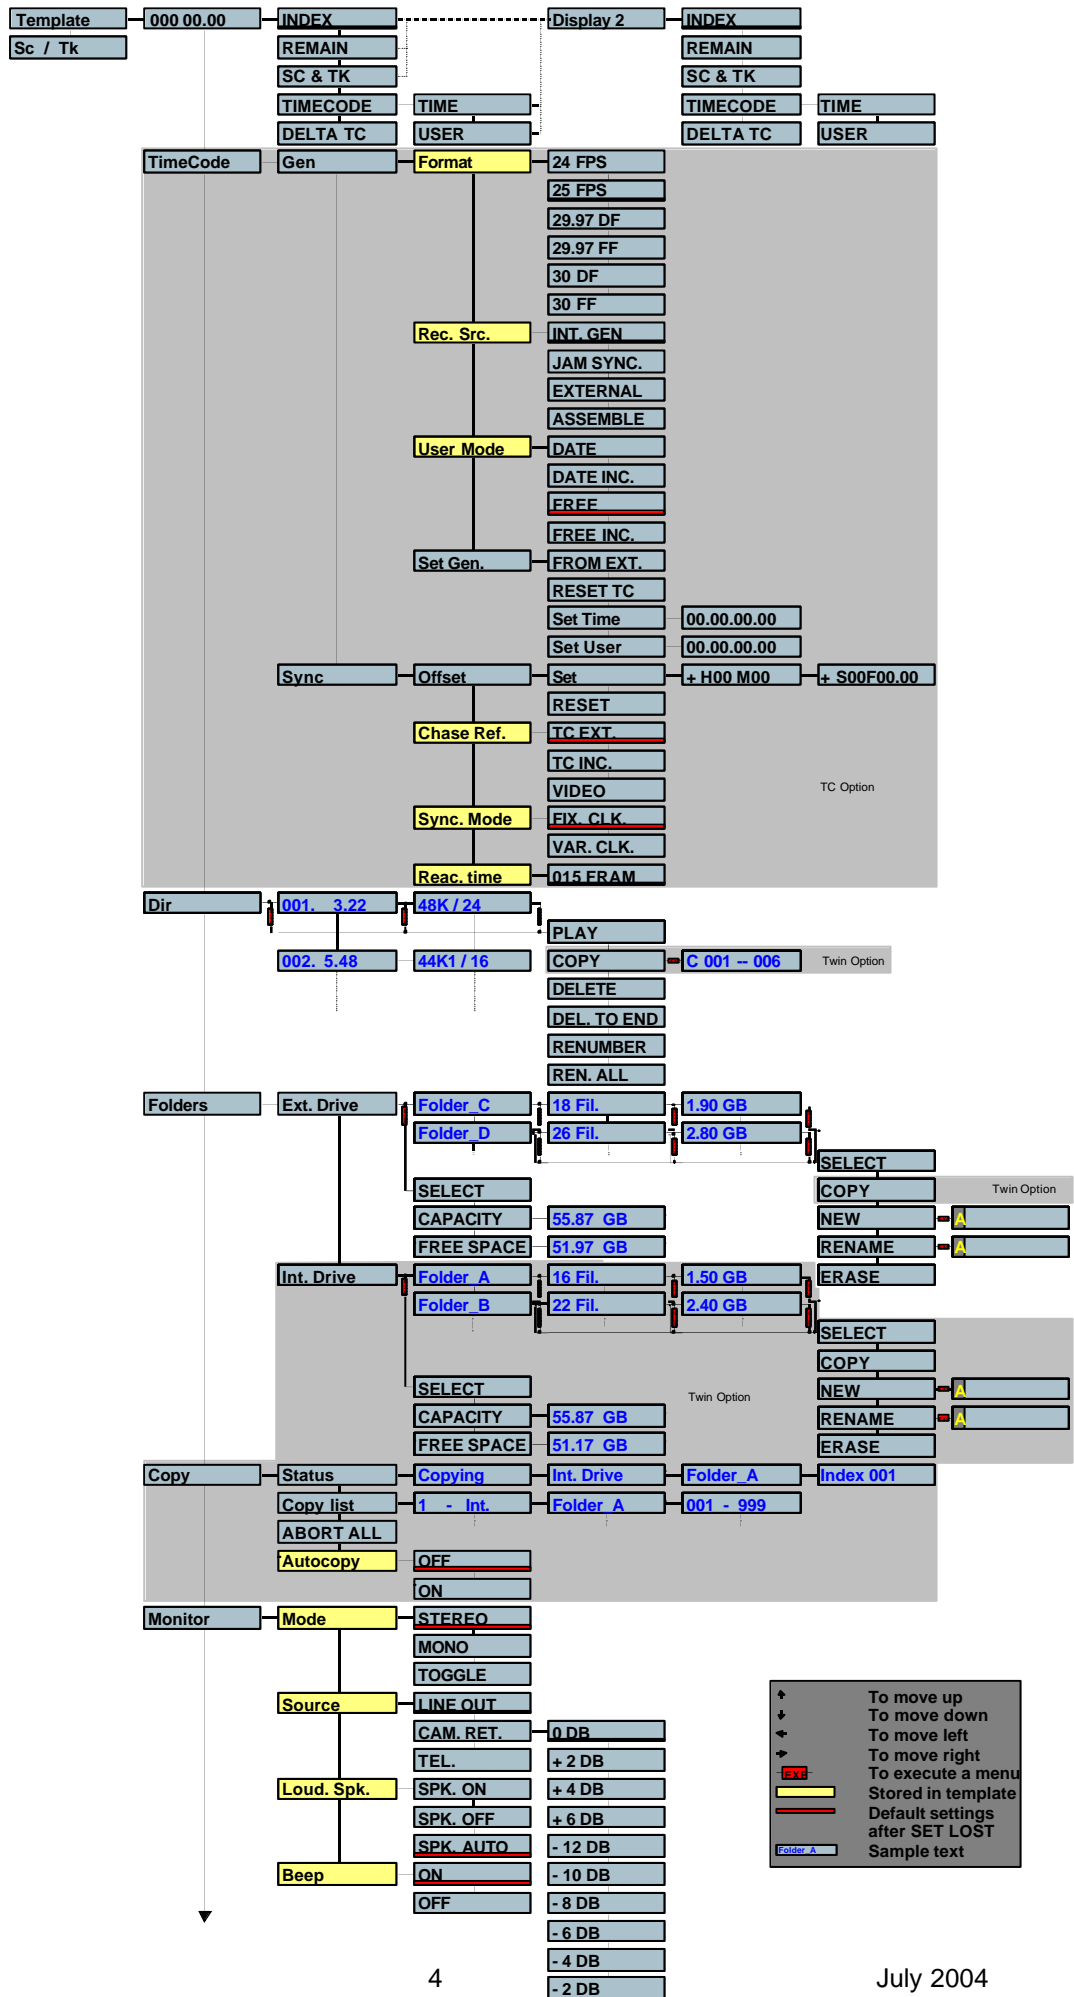 Template 000 00.00 INDEX Display 2 INDEX
Sc / Tk REMAIN REMAIN
SC & TK SC & TK
TIMECODE TIME TIMECODE TIME
DELTA TC USER DELTA TC USER
TimeCode Gen Format 24 FPS
25 FPS
29.97 DF
29.97 FF
30 DF
30 FF
Rec. Src. INT. GEN
JAM SYNC.
EXTERNAL
ASSEMBLE
User Mode DATE
DATE INC.
FREE
FREE INC.
Set Gen. FROM EXT.
RESET TC
Set Time 00.00.00.00
Set User 00.00.00.00
Sync Offset Set + H00 M00 + S00F00.00
RESET
Chase Ref. TC EXT.
TC INC.
VIDEO
TC Option
Sync. Mode FIX. CLK.
VAR. CLK.
Reac. time 015 FRAM
Dir 001. 3.22 48K / 24
PLAY
002. 5.48 44K1 / 16 COPY C 001 -- 006 Twin Option
DELETE
DEL. TO END
RENUMBER
REN. ALL
Folders Ext. Drive Folder_C 18 Fil. 1.90 GB
Folder_D 26 Fil. 2.80 GB
SELECT
SELECT COPY Twin Option
CAPACITY 55.87 GB NEW A
FREE SPACE 51.97 GB RENAME A
Int. Drive Folder_A 16 Fil. 1.50 GB ERASE
Folder_B 22 Fil. 2.40 GB
SELECT
COPY
SELECT Twin Option NEW A
CAPACITY 55.87 GB RENAME A
FREE SPACE 51.17 GB ERASE
Copy Status Copying Int. Drive Folder_A Index 001
Copy list 1 - Int. Folder_A 001 - 999
ABORT ALL
Autocopy OFF
ON
Monitor Mode STEREO
MONO
TOGGLE
Source LINE OUT
CAM. RET. 0 DB
TEL. + 2 DB
Loud. Spk. SPK. ON + 4 DB
SPK. OFF + 6 DB
SPK. AUTO - 12 DB
Beep ON - 10 DB
OFF - 8 DB
- 6 DB
- 4 DB
- 2 DB
To move up
To move down
To move left
To move right
EXE To execute a menu
Stored in template
Default settings
after SET LOST
Folder_A Sample text
4 July 2004